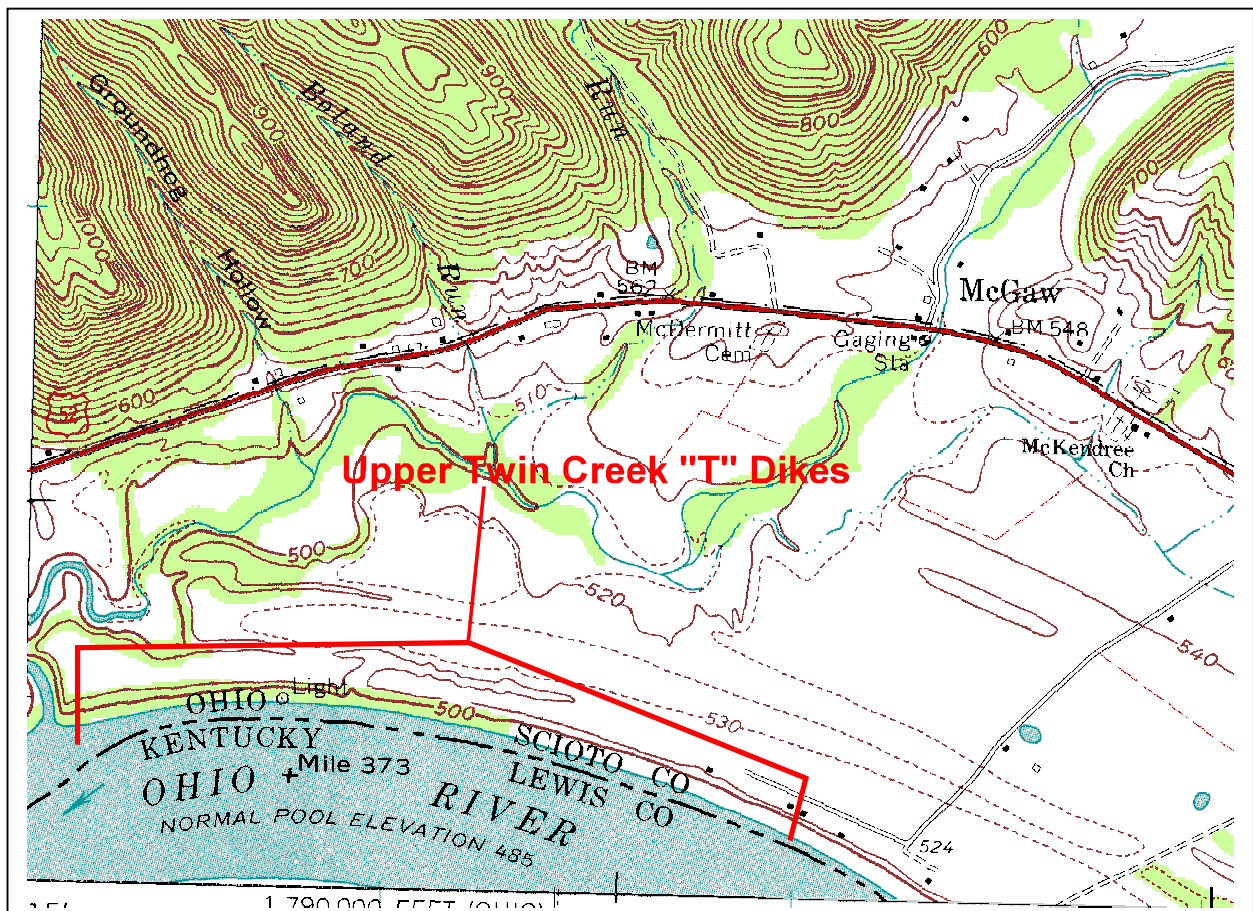 600
Groundhog
Hollow
900
Boland
Run
900
Run
800
600
700
1000
700
BM
562
McGaw
BM 548
McDermitt
Cem
Gaging
Sta
52
600
510
McKendree
Ch
Upper Twin Creek "T" Dikes
500
520
540
Light
OHIO
KENTUCKY
500
530
SCIOTO CO
LEWIS CO
Mile 373
OHIO RIVER
NORMAL POOL ELEVATION 485
524
1 790 000 FEET (OHIO)